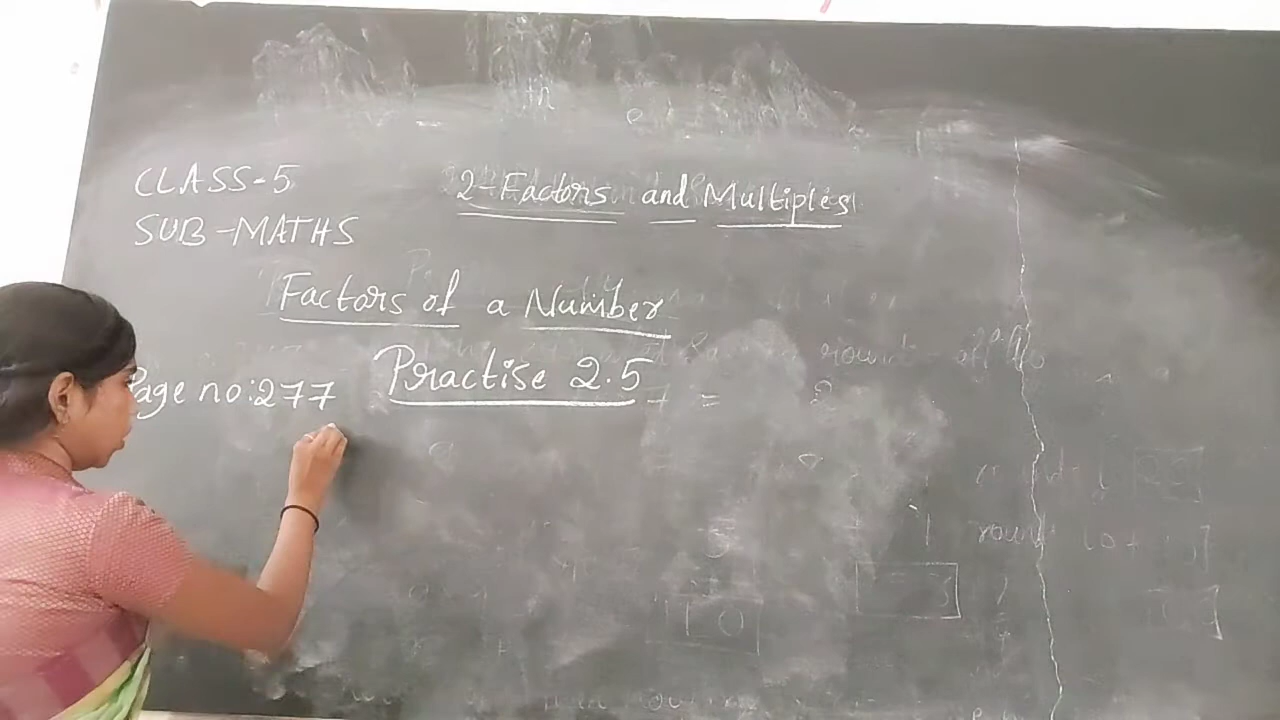 CLASS-5
2-Factors and Multiples
SUB-MATHS
Factors of a Number
Page no:277 Practise 2.5